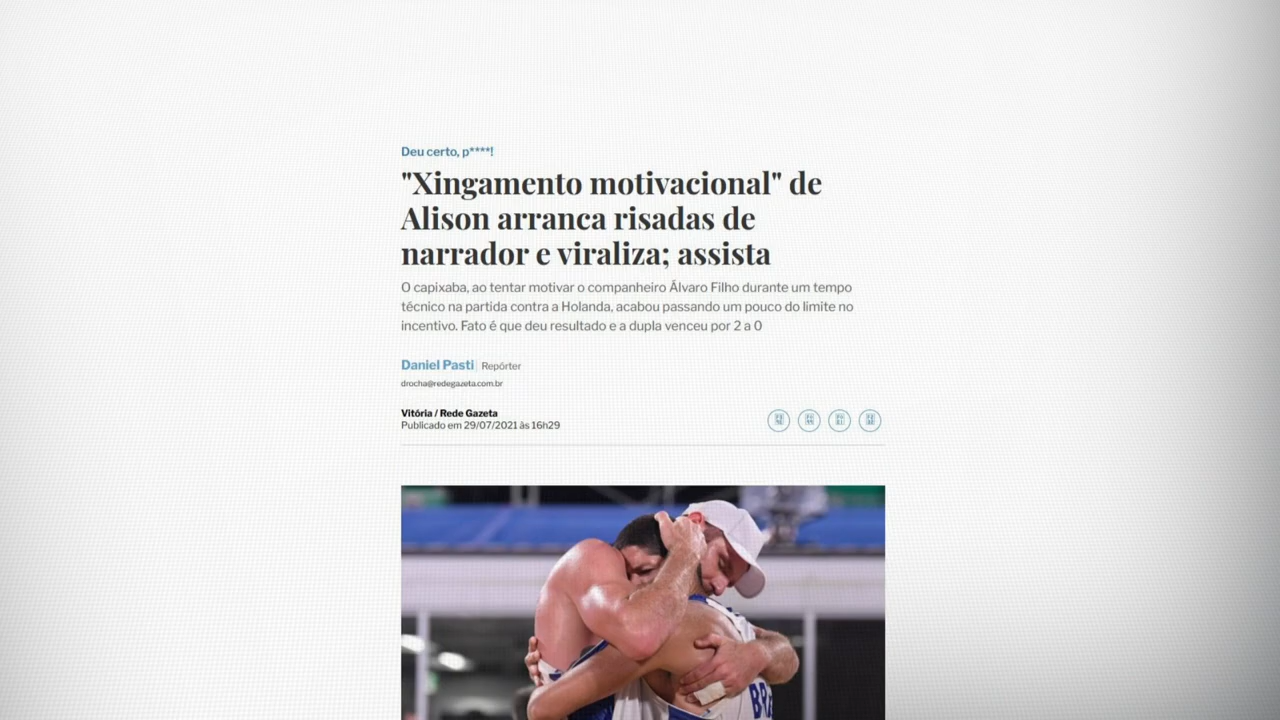 Deu certo, p****!
"Xingamento motivacional" de
Alison arranca risadas de
narrador e viraliza; assista
O capixaba, ao tentar motivar o companheiro Álvaro Filho durante um tempo
técnico na partida contra a Holanda, acabou passando um pouco do limite no
incentivo. Fato é que deu resultado e a dupla venceu por 2 a 0
Daniel Pasti | Repórter
drocha@redegazeta.com.br
Vitória / Rede Gazeta
Publicado em 29/07/2021 às 16h29